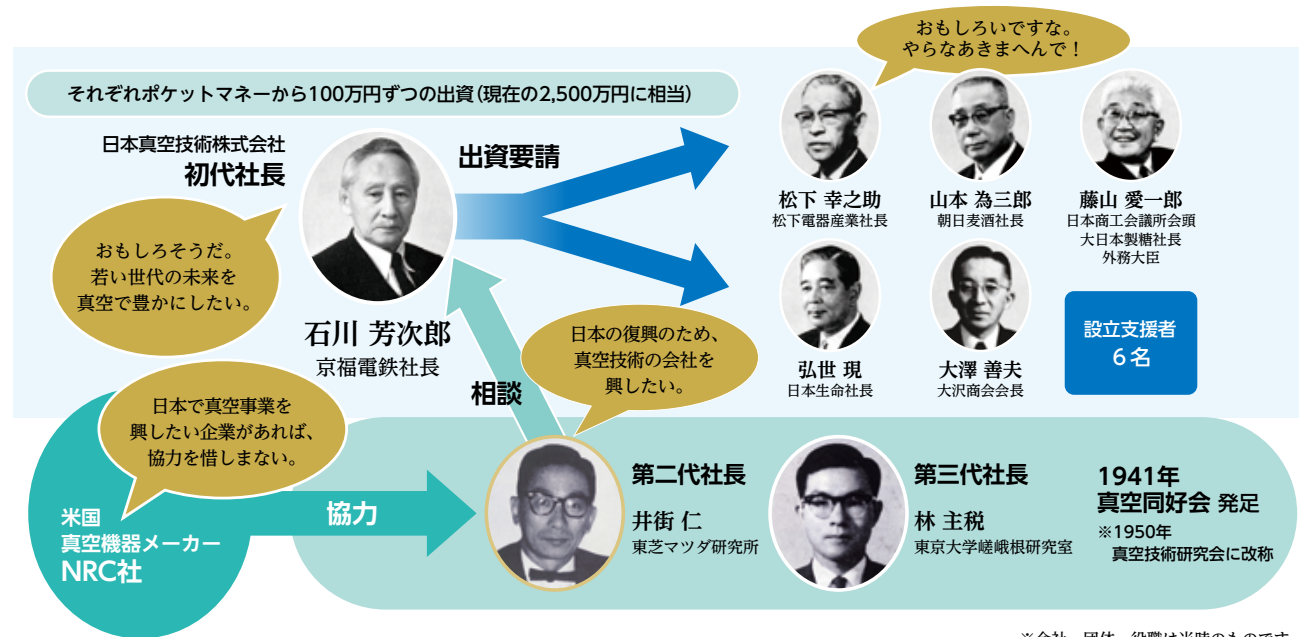 おもしろいですな。
やらなあきまへんで！
それぞれポケットマネーから100万円ずつの出資（現在の2,500万円に相当）
日本真空技術株式会社
初代社長
出資要請
おもしろそうだ。
若い世代の未来を
真空で豊かにしたい。
石川 芳次郎
京福電鉄社長
松下 幸之助
松下電器産業社長
山本 為三郎
朝日麦酒社長
藤山 愛一郎
日本商工会議所会頭
大日本製糖社長
外務大臣
弘世 現
日本生命社長
大澤 善夫
大沢商会会長
設立支援者
6名
相談
日本の復興のため、
真空技術の会社を
興したい。
日本で真空事業を
興したい企業があれば、
協力を惜しまない。
米国
真空機器メーカー
NRC社
協力
第二代社長
井街 仁
東芝マツダ研究所
第三代社長
林 主税
東京大学嵯峨根研究室
1941年
真空同好会 発足
※1950年
真空技術研究会に改称
※会社、団体、役職は当時のものです